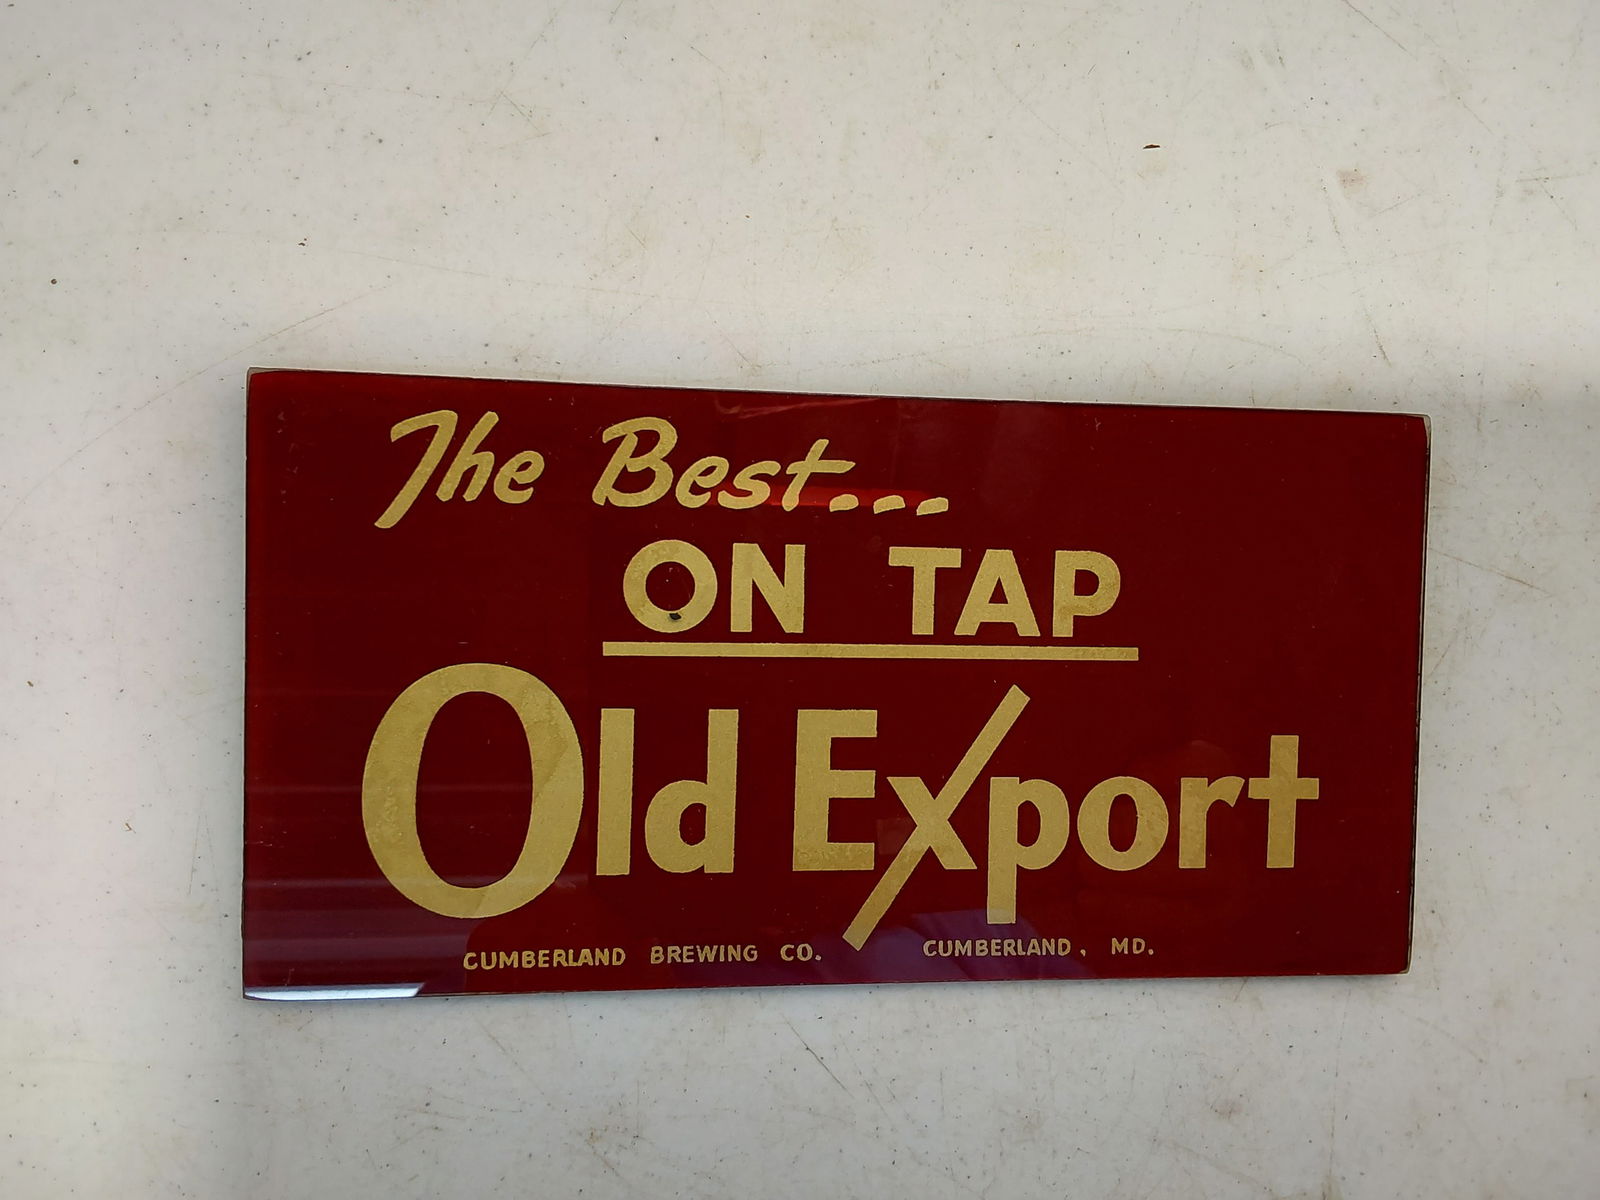 The Best...
ON TAP
Old Export
CUMBERLAND BREWING CO. CUMBERLAND, MD.